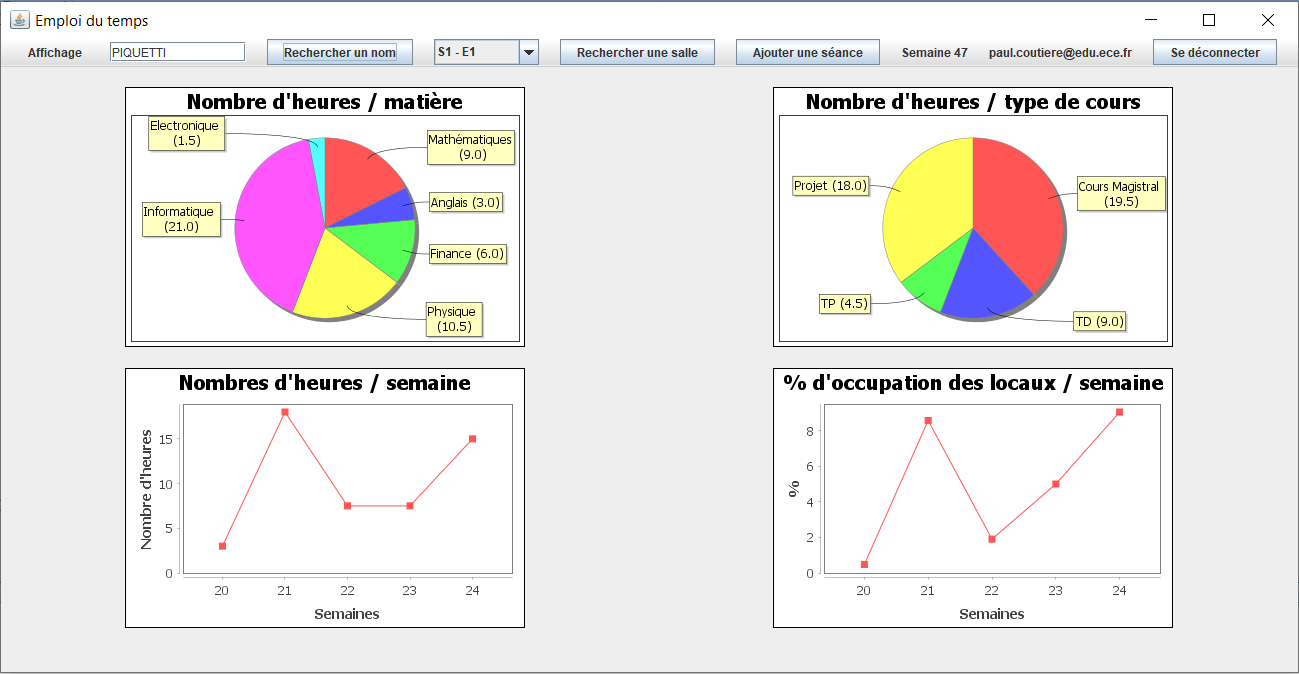 Emploi du temps
Affichage PIQUETTI Rechercher un nom S1 - E1 Rechercher une salle Ajouter une séance Semaine 47 paul.coutiere@edu.ece.fr Se déconnecter
Nombre d'heures / matière
Electronique
(1.5)
Mathématiques
(9.0)
Anglais (3.0)
Informatique
(21.0)
Finance (6.0)
Physique
(10.5)
Nombre d'heures / type de cours
Projet (18.0)
Cours Magistral
(19.5)
TP (4.5)
TD (9.0)
Nombres d'heures / semaine
Nombre d'heures
15
10
5
0
20 21 22 23 24
Semaines
% d'occupation des locaux / semaine
%
8
6
4
2
0
20 21 22 23 24
Semaines